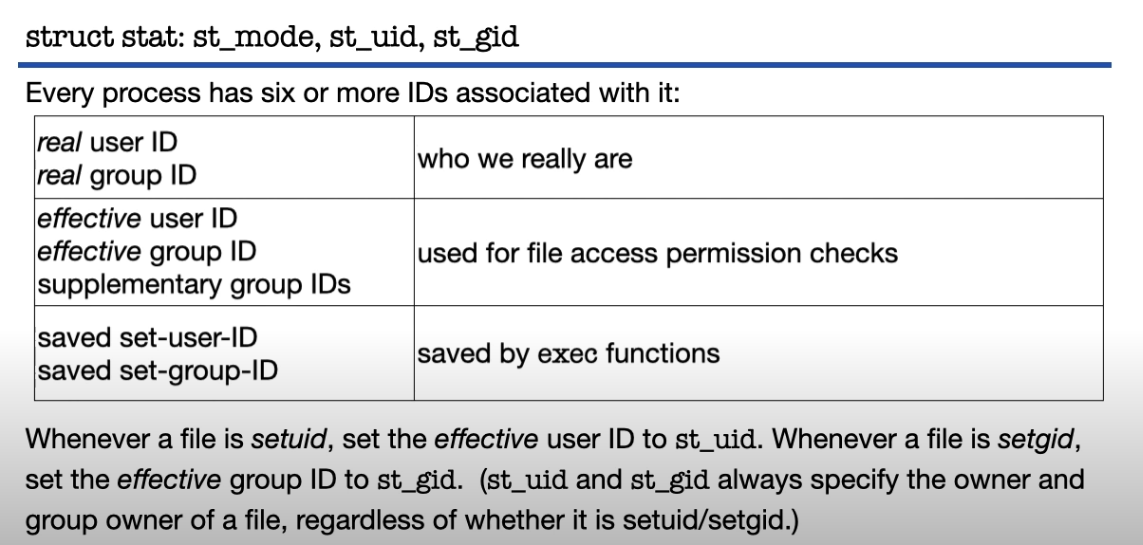 struct stat: st_mode, st_uid, st_gid
Every process has six or more IDs associated with it:
real user ID
real group ID
who we really are
effective user ID
effective group ID
supplementary group IDs
used for file access permission checks
saved set-user-ID
saved set-group-ID
saved by exec functions
Whenever a file is setuid, set the effective user ID to st_uid. Whenever a file is setgid,
set the effective group ID to st_gid. (st_uid and st_gid always specify the owner and
group owner of a file, regardless of whether it is setuid/setgid.)